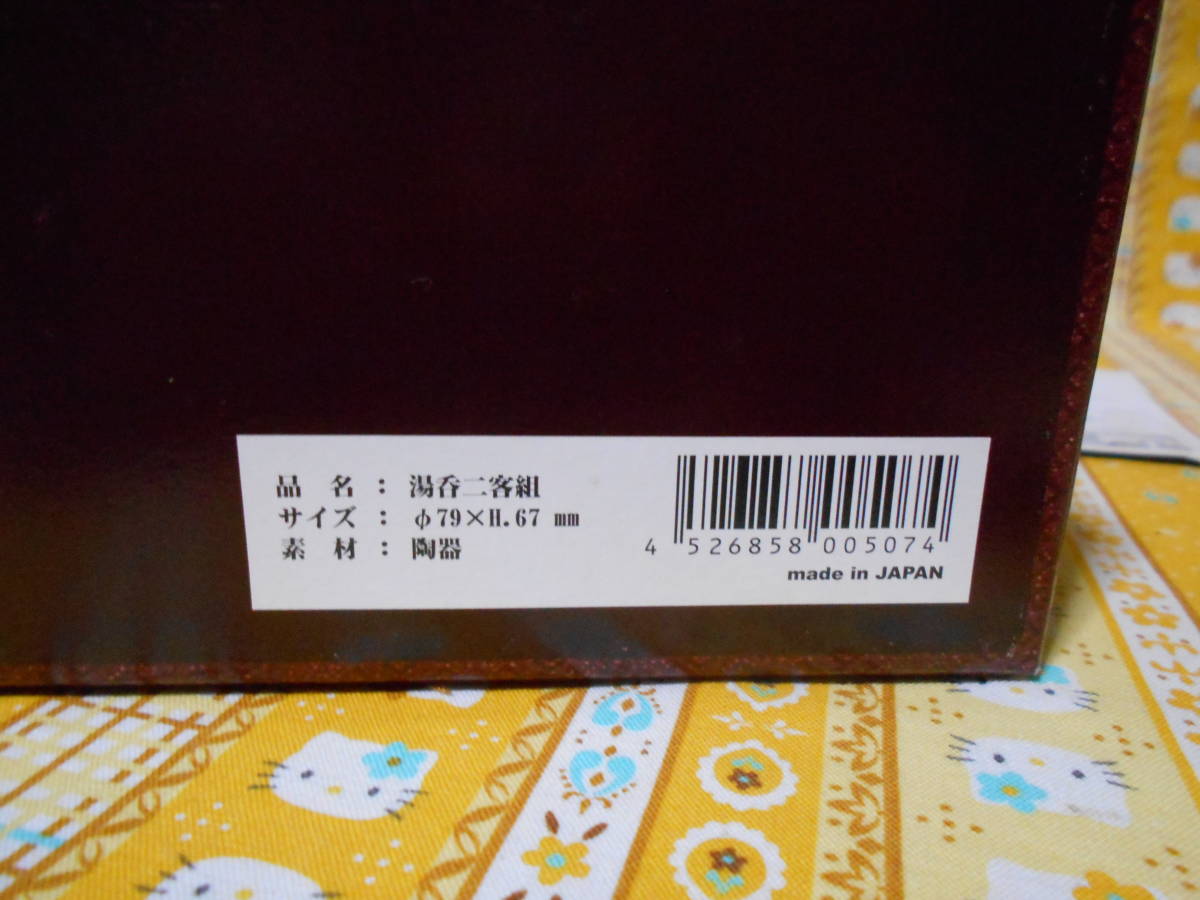 品 名 : 湯呑二客組
サイズ : φ79×H.67 mm
素 材 : 陶器
4 526858 005074
made in JAPAN